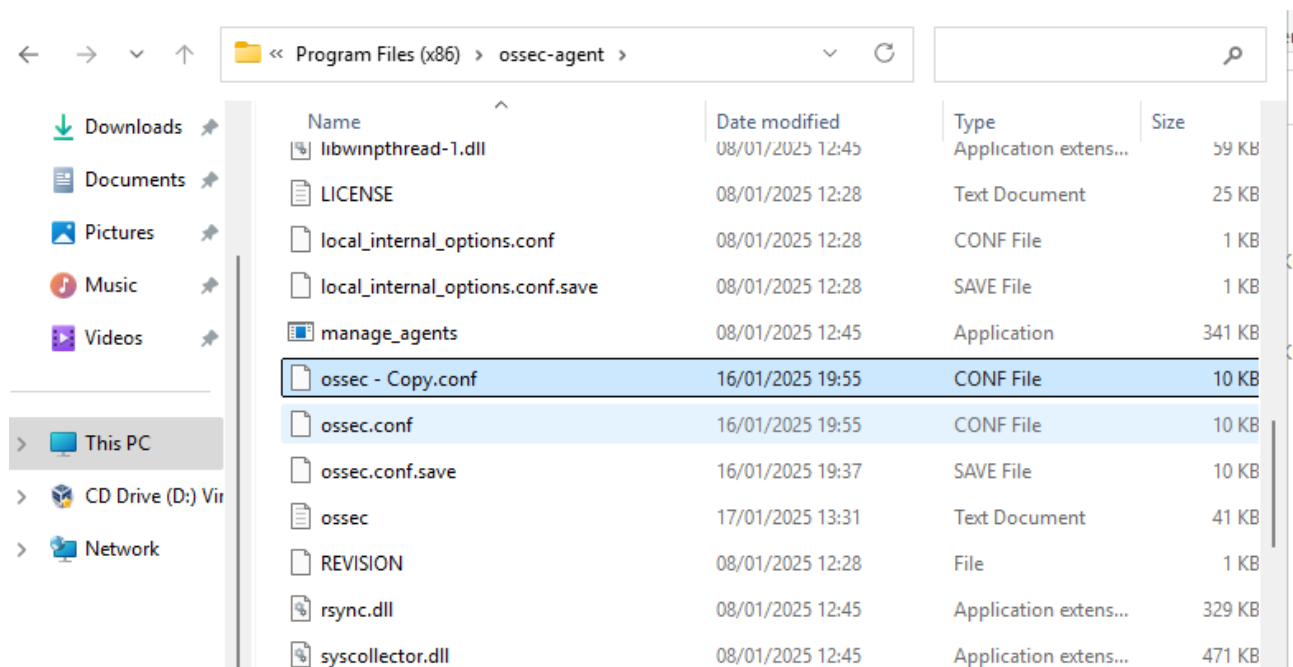 « Program Files (x86) > ossec-agent >
Name Date modified Type Size
Downloads
Documents
Pictures
Music
Videos
This PC
CD Drive (D:) Vir
Network
libwinpthread-1.dll 08/01/2025 12:45 Application extens... 59 KB
LICENSE 08/01/2025 12:28 Text Document 25 KB
local_internal_options.conf 08/01/2025 12:28 CONF File 1 KB
local_internal_options.conf.save 08/01/2025 12:28 SAVE File 1 KB
manage_agents 08/01/2025 12:45 Application 341 KB
ossec - Copy.conf 16/01/2025 19:55 CONF File 10 KB
ossec.conf 16/01/2025 19:55 CONF File 10 KB
ossec.conf.save 16/01/2025 19:37 SAVE File 10 KB
ossec 17/01/2025 13:31 Text Document 41 KB
REVISION 08/01/2025 12:28 File 1 KB
rsync.dll 08/01/2025 12:45 Application extens... 329 KB
syscollector.dll 08/01/2025 12:45 Application extens... 471 KB